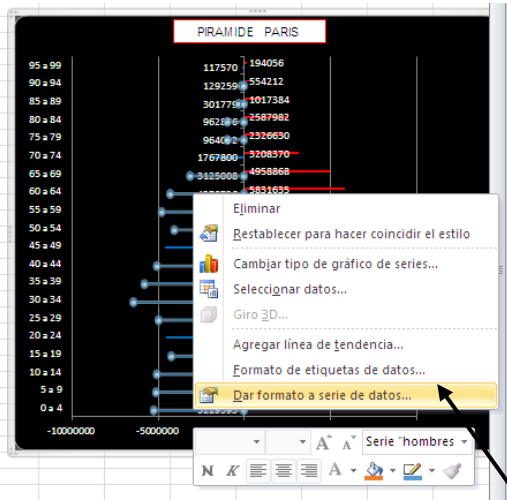 PIRAMIDE PARIS
95 a 99 117570 194056
90 a 94 129259 554212
85 a 89 301779 1017384
80 a 84 2587982
75 a 79 2326630
70 a 74 1767800 3208370
65 a 69 3125008 4958868
60 a 64 5831635
55 a 59
50 a 54
45 a 49
40 a 44
35 a 39
30 a 34
25 a 29
20 a 24
15 a 19
10 a 14
5 a 9
0 a 4
-10000000 -5000000
Eliminar
Restablecer para hacer coincidir el estilo
Cambiar tipo de gráfico de series...
Seleccionar datos...
Giro 3D...
Agregar línea de tendencia...
Formato de etiquetas de datos...
Dar formato a serie de datos...
A A Serie "hombres
N K A